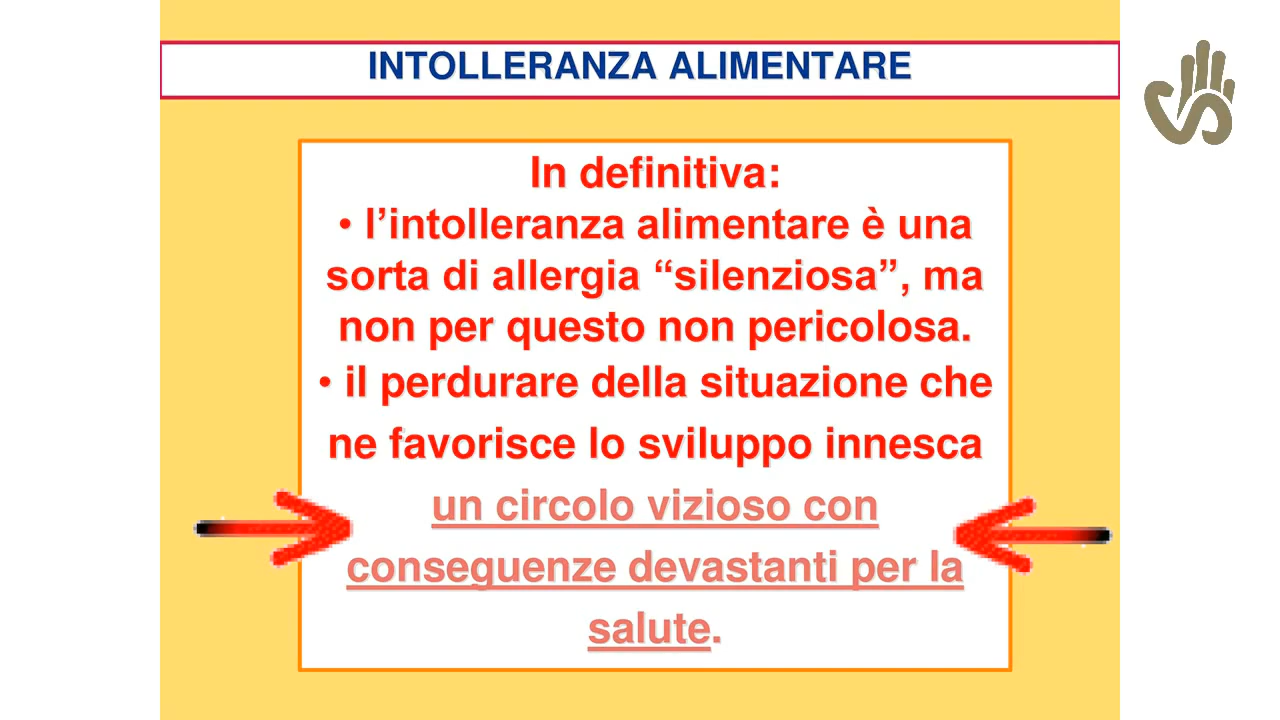 INTOLLERANZA ALIMENTARE
In definitiva:
• l’intolleranza alimentare è una
sorta di allergia “silenziosa”, ma
non per questo non pericolosa.
• il perdurare della situazione che
ne favorisce lo sviluppo innesca
un circolo vizioso con
conseguenze devastanti per la
salute.